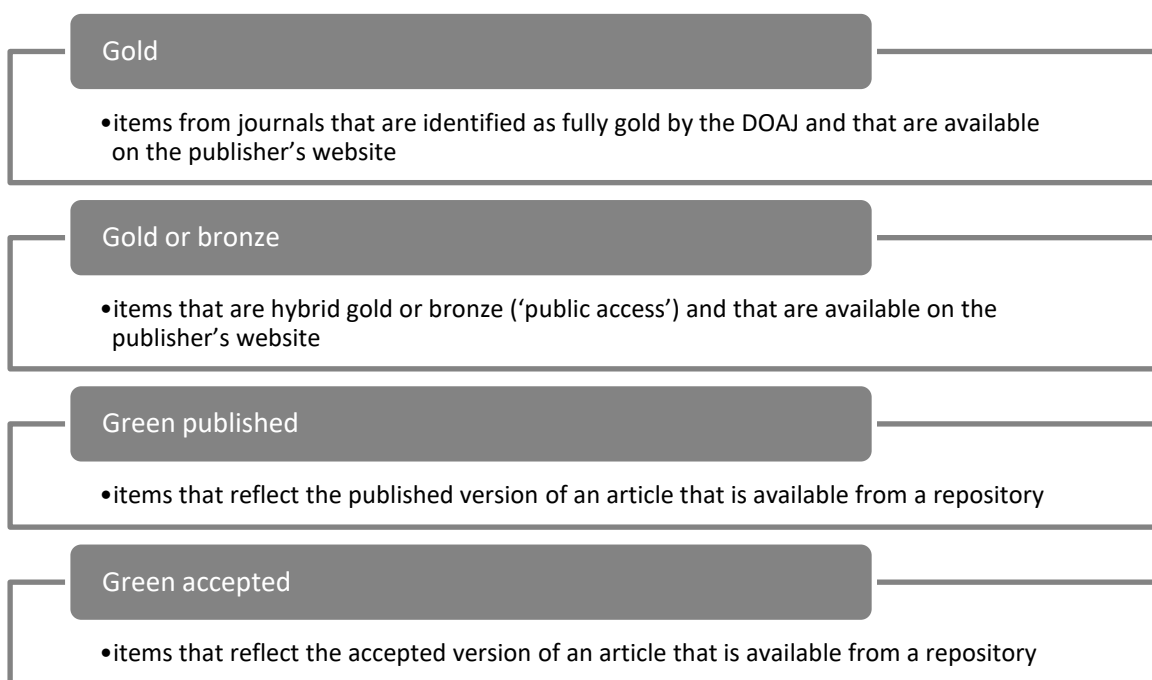 Gold
•items from journals that are identified as fully gold by the DOAJ and that are available
on the publisher’s website
Gold or bronze
•items that are hybrid gold or bronze (‘public access’) and that are available on the
publisher’s website
Green published
•items that reflect the published version of an article that is available from a repository
Green accepted
•items that reflect the accepted version of an article that is available from a repository